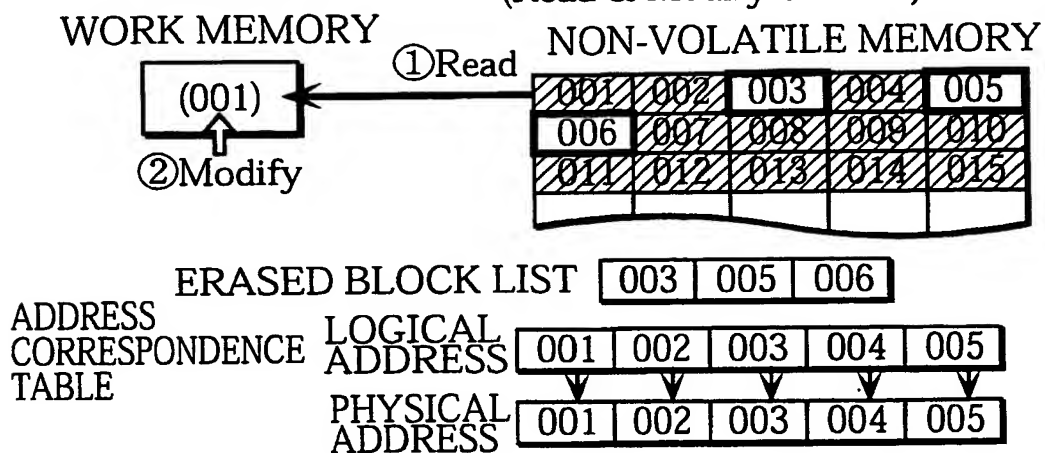 WORK MEMORY
NON-VOLATILE MEMORY
①Read
(001)
②Modify
001 002 003 004 005
006 007 008 009 010
011 012 013 014 015
ERASED BLOCK LIST 003 005 006
ADDRESS CORRESPONDENCE TABLE
LOGICAL ADDRESS 001 002 003 004 005
PHYSICAL ADDRESS 001 002 003 004 005